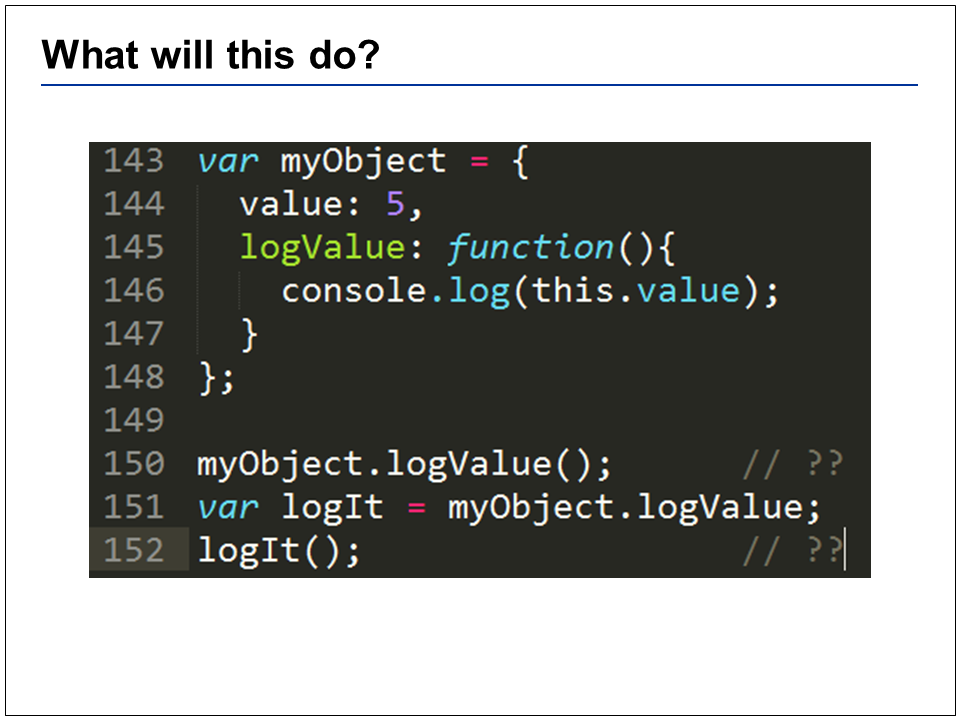 What will this do?
143 var myObject = {
144   value: 5,
145   logValue: function(){
146     console.log(this.value);
147   }
148 };
149
150 myObject.logValue();      // ??
151 var logIt = myObject.logValue;
152 logIt();                  // ??